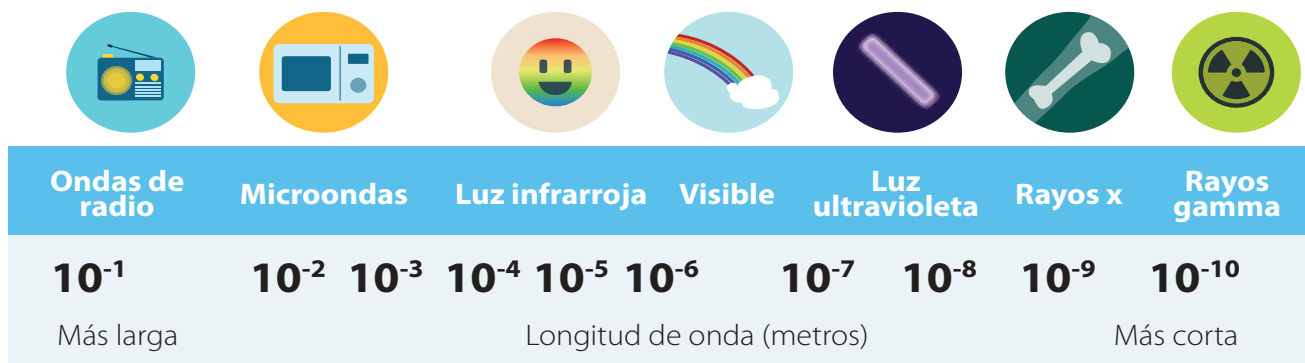 Ondas de radio Microondas Luz infrarroja Visible Luz ultravioleta Rayos x Rayos gamma
10⁻¹ 10⁻² 10⁻³ 10⁻⁴ 10⁻⁵ 10⁻⁶ 10⁻⁷ 10⁻⁸ 10⁻⁹ 10⁻¹⁰
Más larga Longitud de onda (metros) Más corta